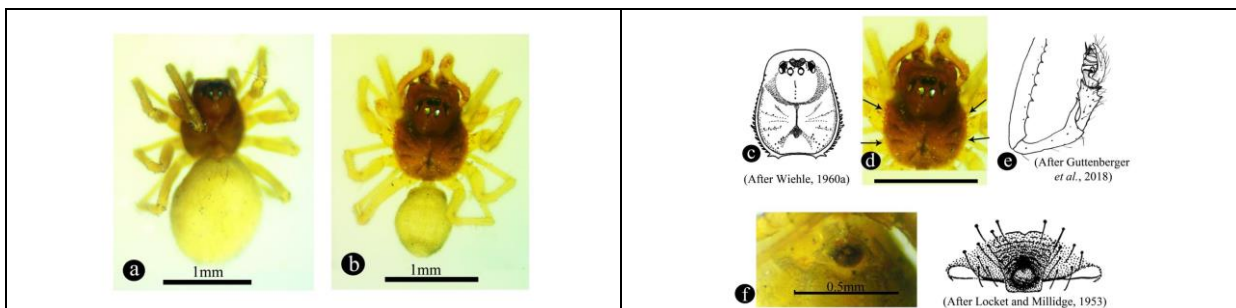 a
1mm
b
1mm
c
(After Wiehle, 1960a)
d
e
(After Guttenberger
et al., 2018)
f
0.5mm
(After Locket and Millidge, 1953)